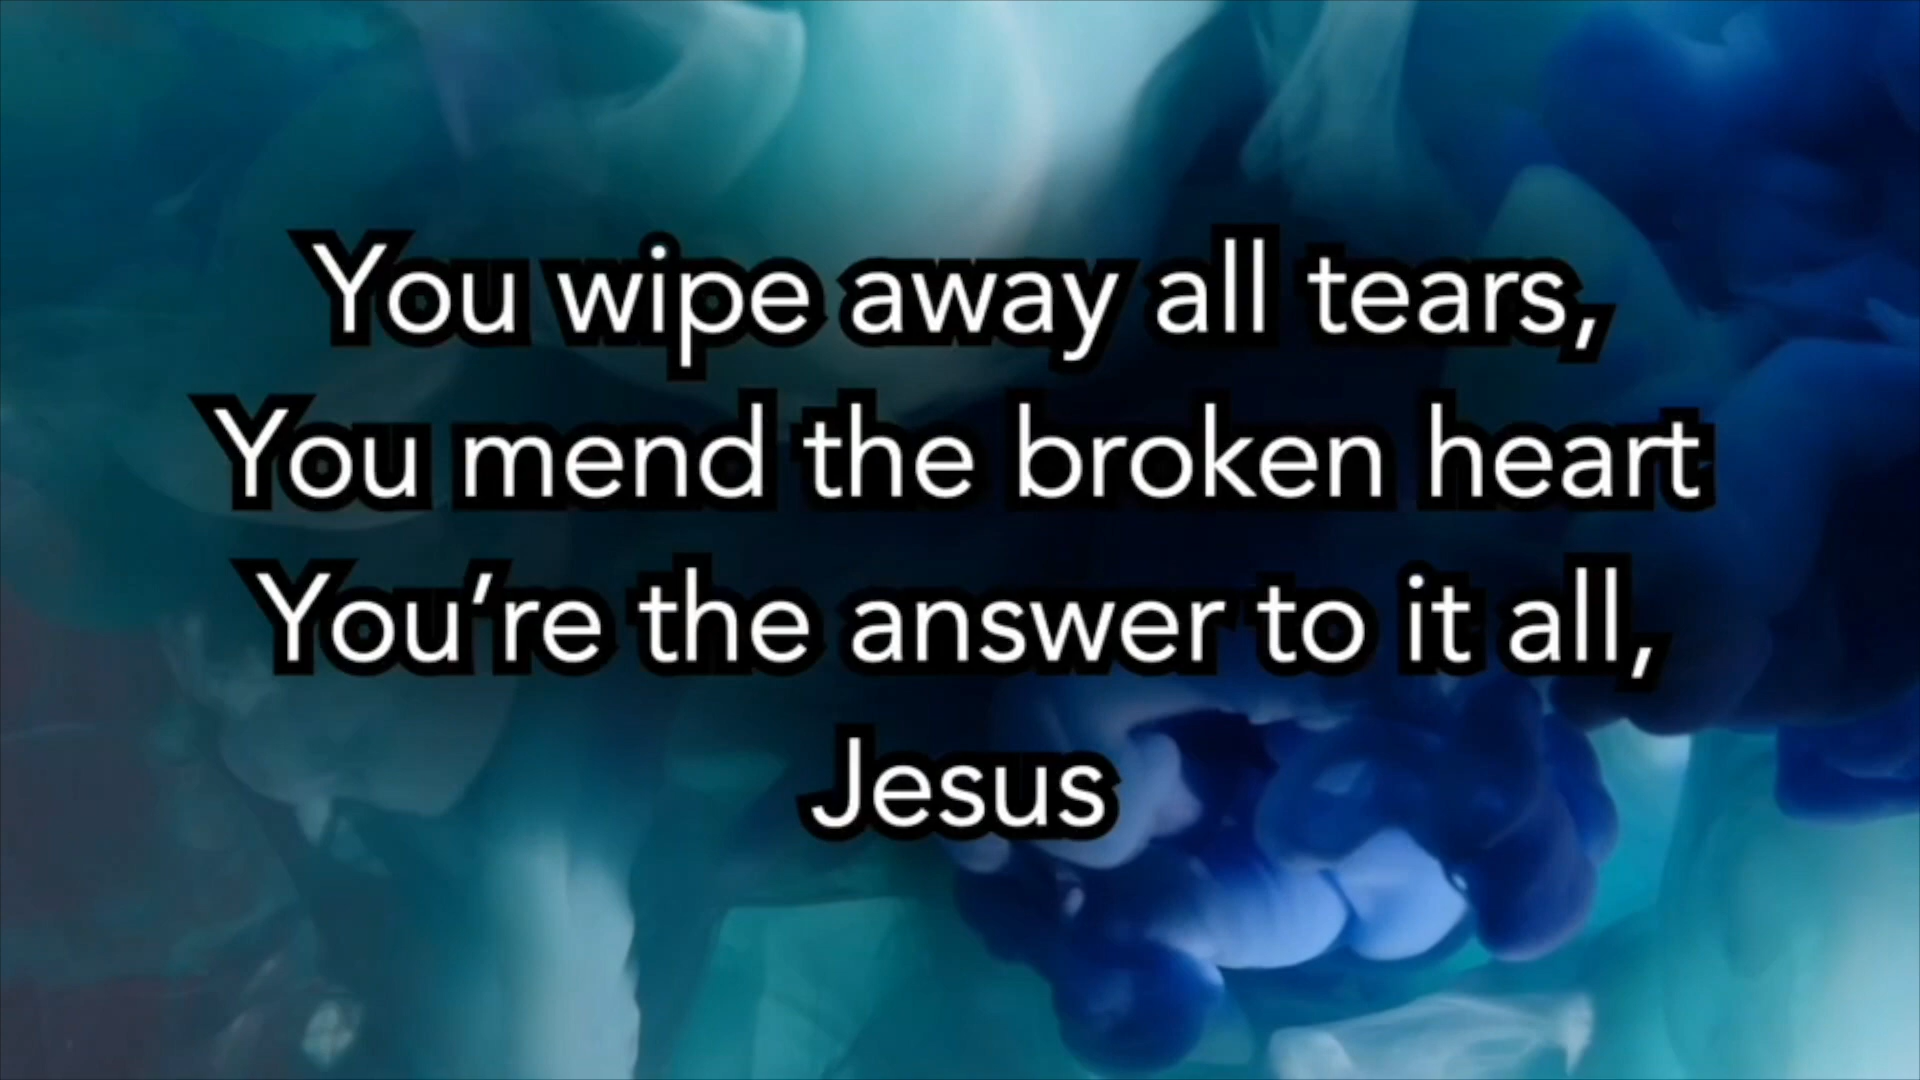 You wipe away all tears,
You mend the broken heart
You’re the answer to it all,
Jesus